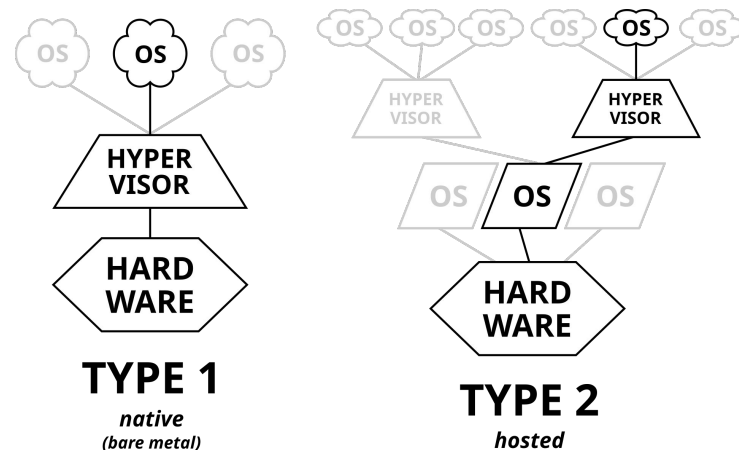 OS OS OS
HYPER
VISOR
HARD
WARE
TYPE 1
native
(bare metal)
OS OS OS OS OS OS
HYPER
VISOR
HYPER
VISOR
OS OS OS
HARD
WARE
TYPE 2
hosted